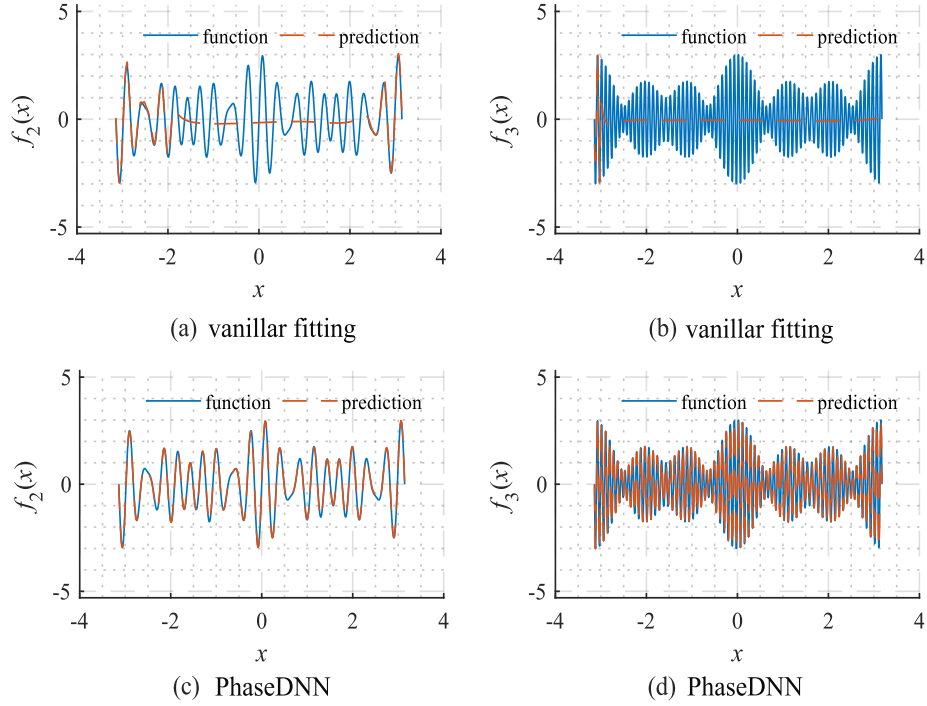 5
function prediction
f2(x)
0
-5
-4 -2 0 2 4
x
(a) vanillar fitting
5
function prediction
f3(x)
0
-5
-4 -2 0 2 4
x
(b) vanillar fitting
5
function prediction
f2(x)
0
-5
-4 -2 0 2 4
x
(c) PhaseDNN
5
function prediction
f3(x)
0
-5
-4 -2 0 2 4
x
(d) PhaseDNN